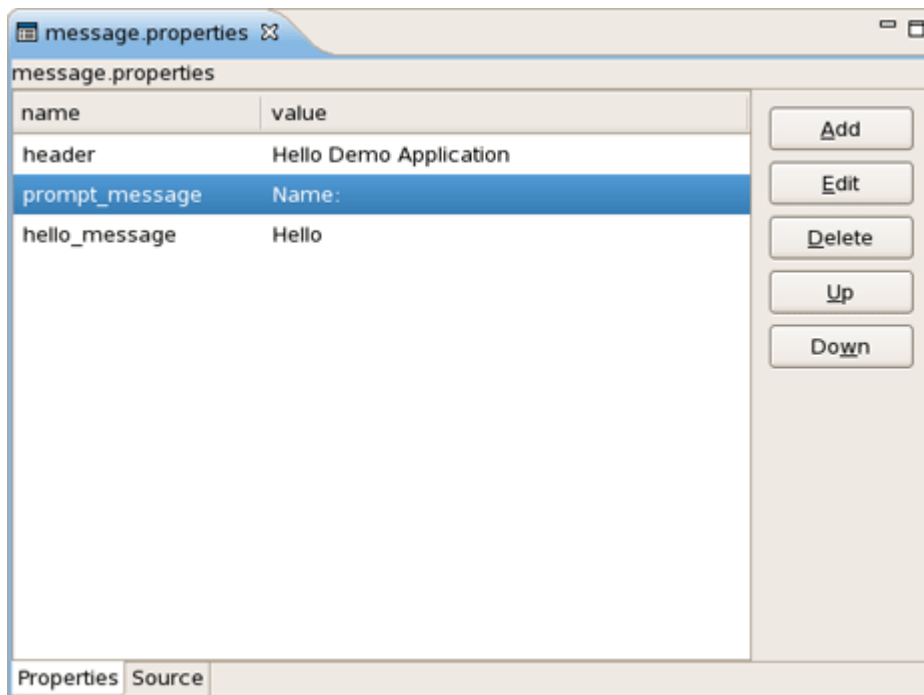 message.properties
message.properties
name value
header Hello Demo Application
prompt_message Name:
hello_message Hello
Add
Edit
Delete
Up
Down
Properties Source